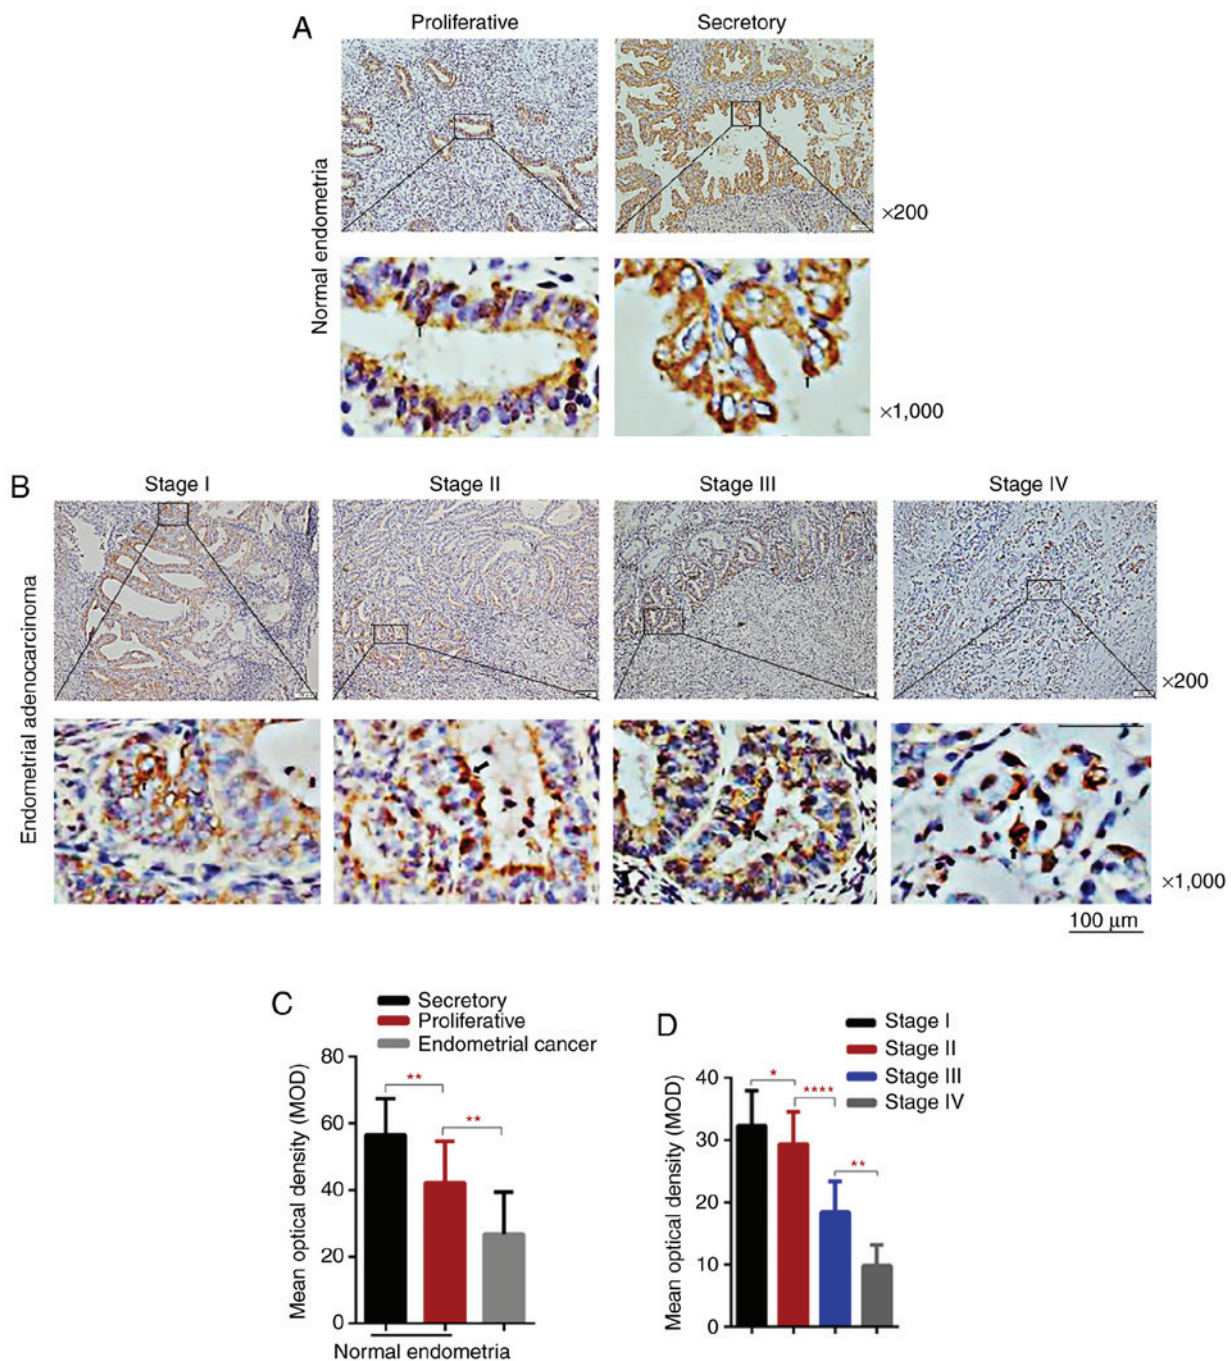 A
Proliferative
Secretory
Normal endometria
×200
×1,000
B
Stage I
Stage II
Stage III
Stage IV
Endometrial adenocarcinoma
×200
×1,000
100 µm
C
Secretory
Proliferative
Endometrial cancer
Mean optical density (MOD)
80
60
40
20
0
**
**
Normal endometria
D
Stage I
Stage II
Stage III
Stage IV
Mean optical density (MOD)
40
30
20
10
0
*
****
**